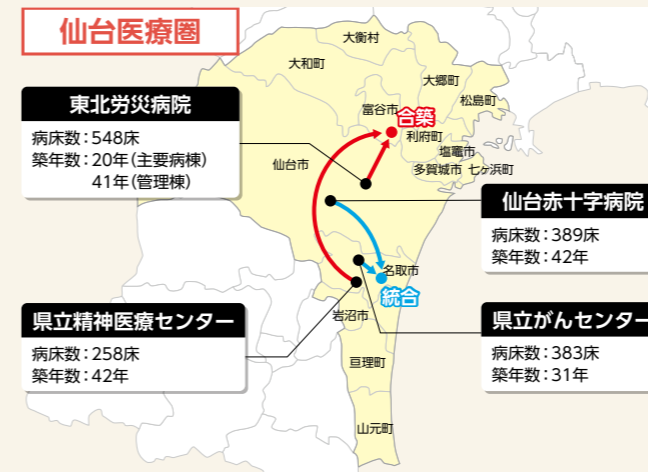 仙台医療圏
大衡村
大和町
大郷町
松島町
富谷市
合築
利府町
塩竈市
多賀城市
七ヶ浜町
仙台市
東北労災病院
病床数：548床
築年数：20年（主要病棟）
41年（管理棟）
仙台赤十字病院
病床数：389床
築年数：42年
名取市
統合
岩沼市
県立精神医療センター
病床数：258床
築年数：42年
県立がんセンター
病床数：383床
築年数：31年
亘理町
山元町